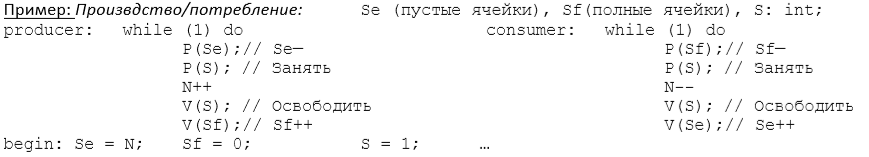 Пример: Произвдство/потребление: Se (пустые ячейки), Sf(полные ячейки), S: int;
producer: while (1) do consumer: while (1) do
P(Se);// Se— P(Sf);// Sf—
P(S); // Занять P(S); // Занять
N++ N--
V(S); // Освободить V(S); // Освободить
V(Sf);// Sf++ V(Se);// Se++
begin: Se = N; Sf = 0; S = 1; …